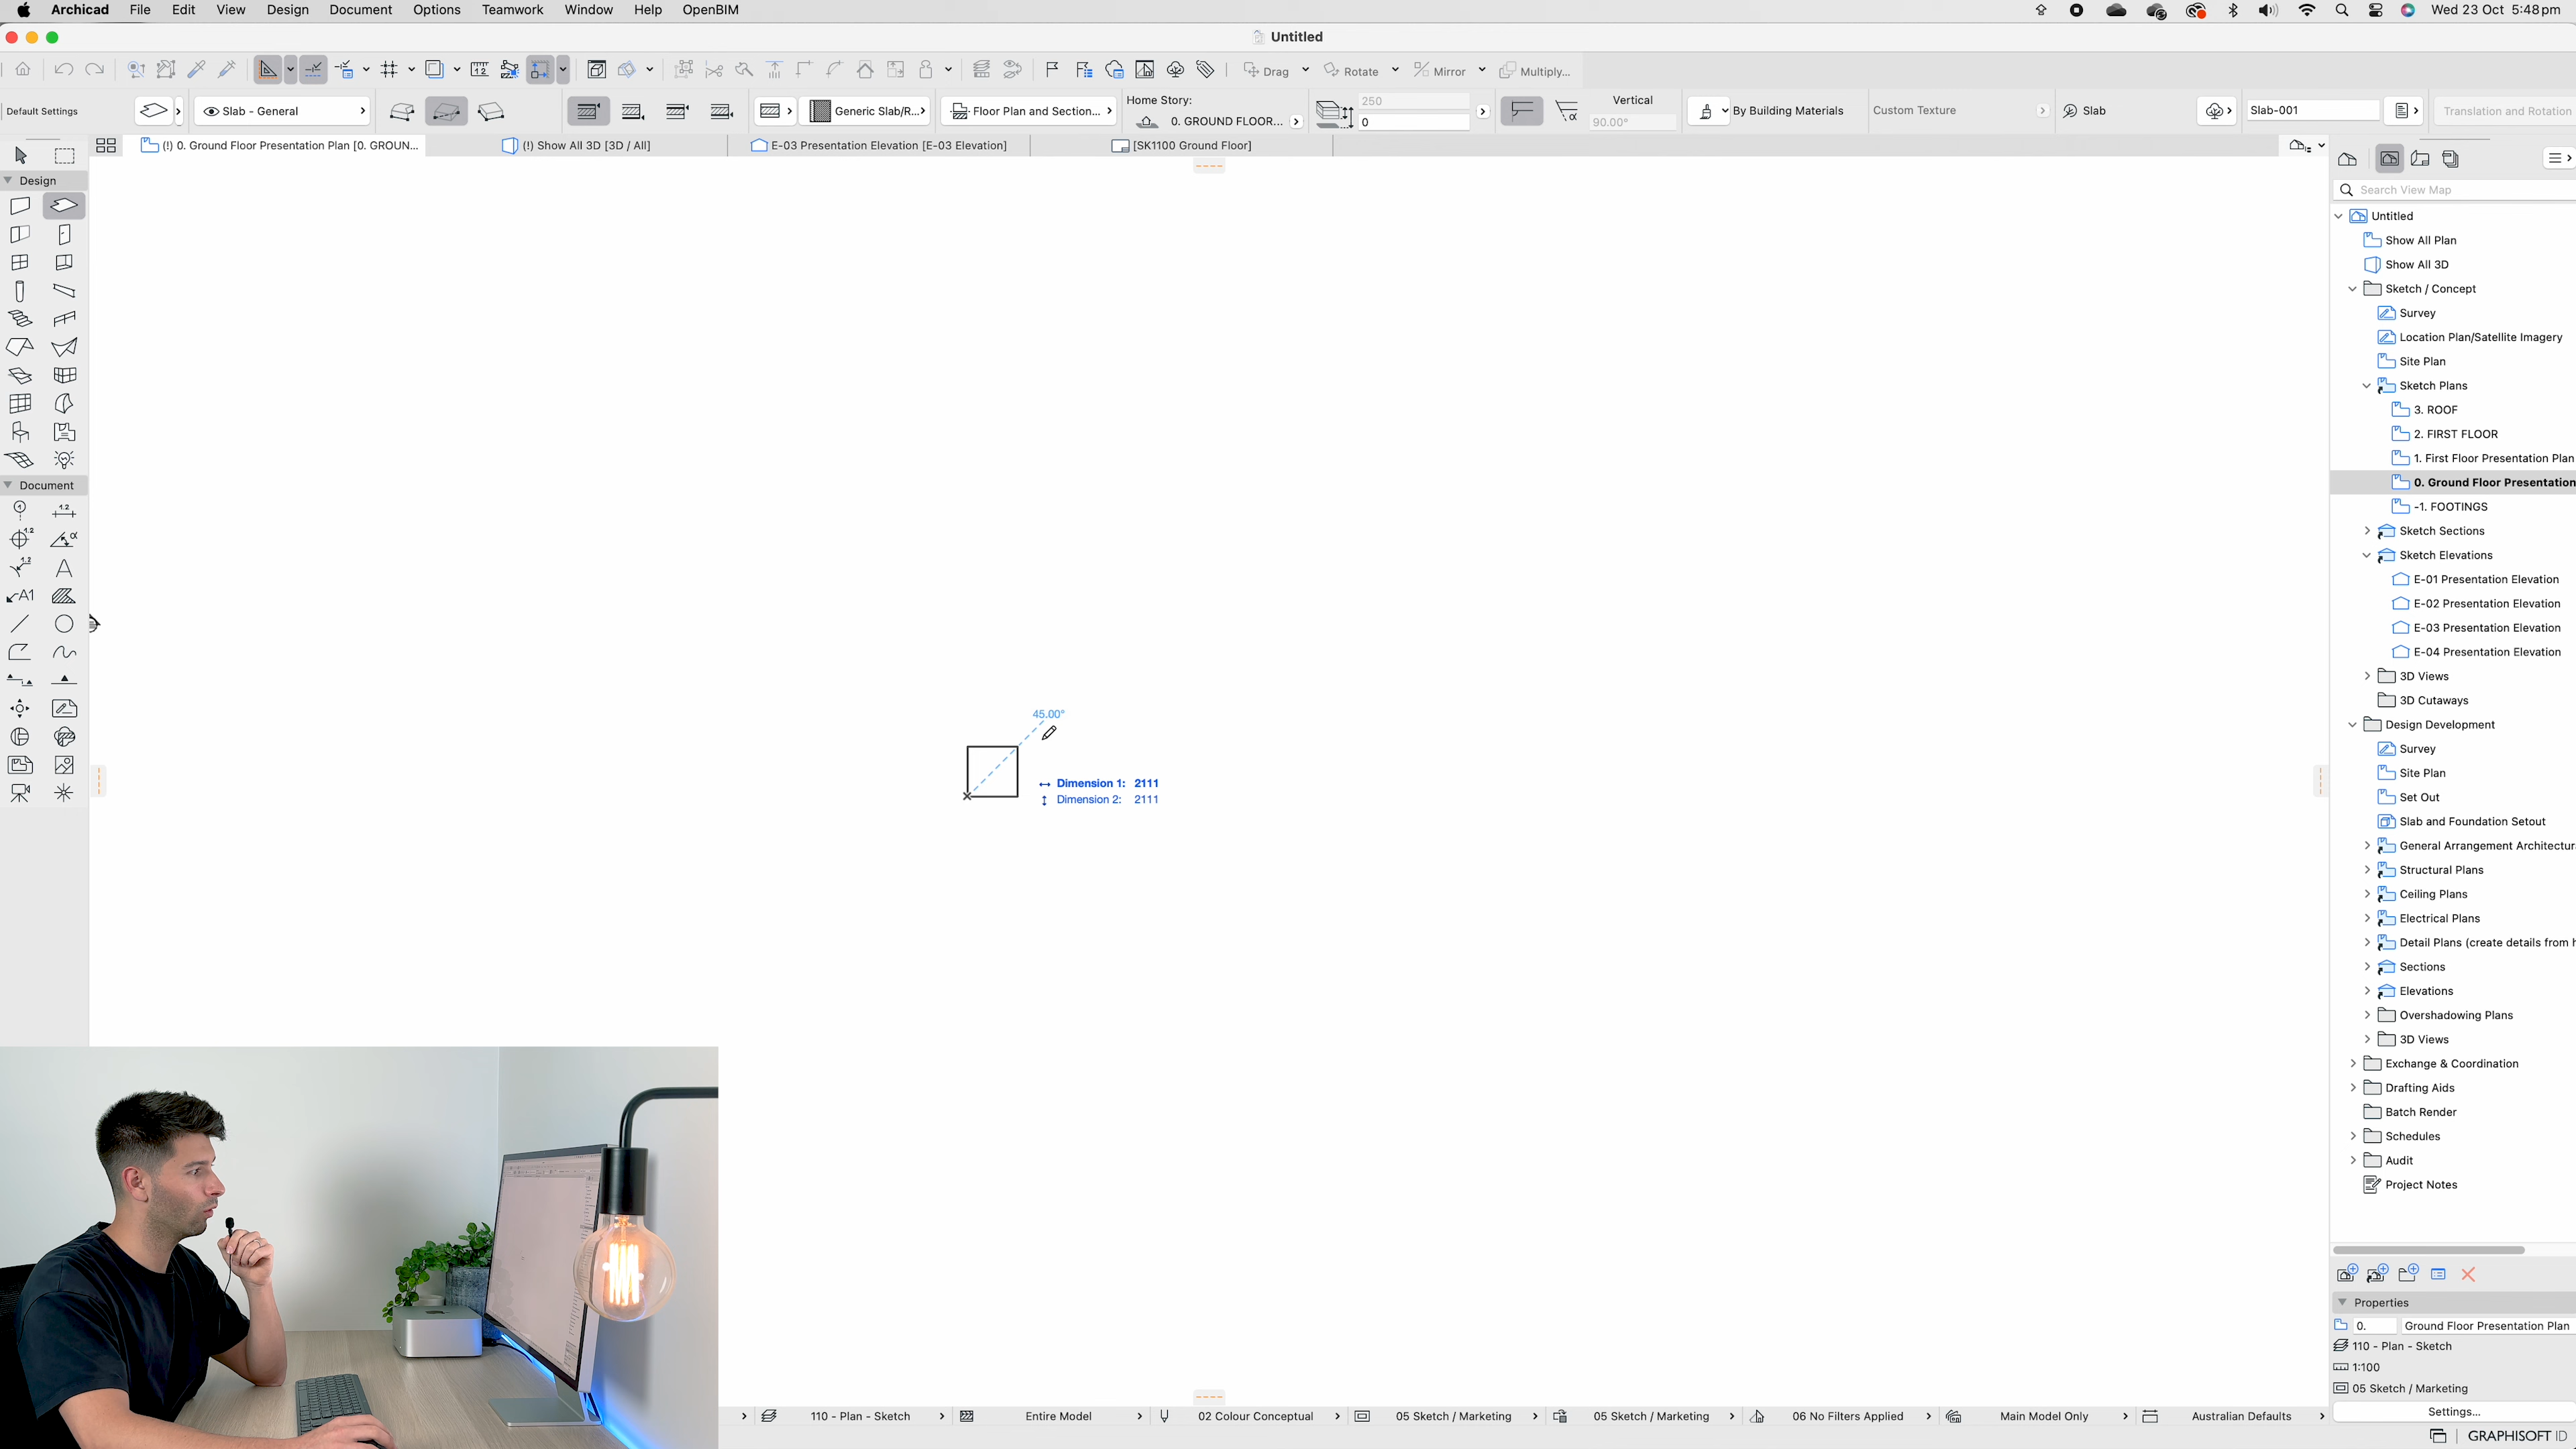 Archicad File Edit View Design Document Options Teamwork Window Help OpenBIM Wed 23 Oct 5:48 pm
Untitled
Drag Rotate Mirror Multiply...
Default Settings Slab - General Generic Slab/R... Floor Plan and Section... Home Story: 0. GROUND FLOOR... 250 0 Vertical 90.00° By Building Materials Custom Texture Slab Slab-001 Translation and Rotation
(!) 0. Ground Floor Presentation Plan [0. GROUN... (!) Show All 3D [3D / All] E-03 Presentation Elevation [E-03 Elevation] [SK1100 Ground Floor]
Design
Document
45.00°
Dimension 1: 2111
Dimension 2: 2111
Search View Map
Untitled
Show All Plan
Show All 3D
Sketch / Concept
Survey
Location Plan/Satellite Imagery
Site Plan
Sketch Plans
3. ROOF
2. FIRST FLOOR
1. First Floor Presentation Plan
0. Ground Floor Presentation
-1. FOOTINGS
Sketch Sections
Sketch Elevations
E-01 Presentation Elevation
E-02 Presentation Elevation
E-03 Presentation Elevation
E-04 Presentation Elevation
3D Views
3D Cutaways
Design Development
Survey
Site Plan
Set Out
Slab and Foundation Setout
General Arrangement Architectur
Structural Plans
Ceiling Plans
Electrical Plans
Detail Plans (create details from h
Sections
Elevations
Overshadowing Plans
3D Views
Exchange & Coordination
Drafting Aids
Batch Render
Schedules
Audit
Project Notes
Properties
0. Ground Floor Presentation Plan
110 - Plan - Sketch
1:100
05 Sketch / Marketing
Settings...
110 - Plan - Sketch Entire Model 02 Colour Conceptual 05 Sketch / Marketing 05 Sketch / Marketing 06 No Filters Applied Main Model Only Australian Defaults
GRAPHISOFT ID